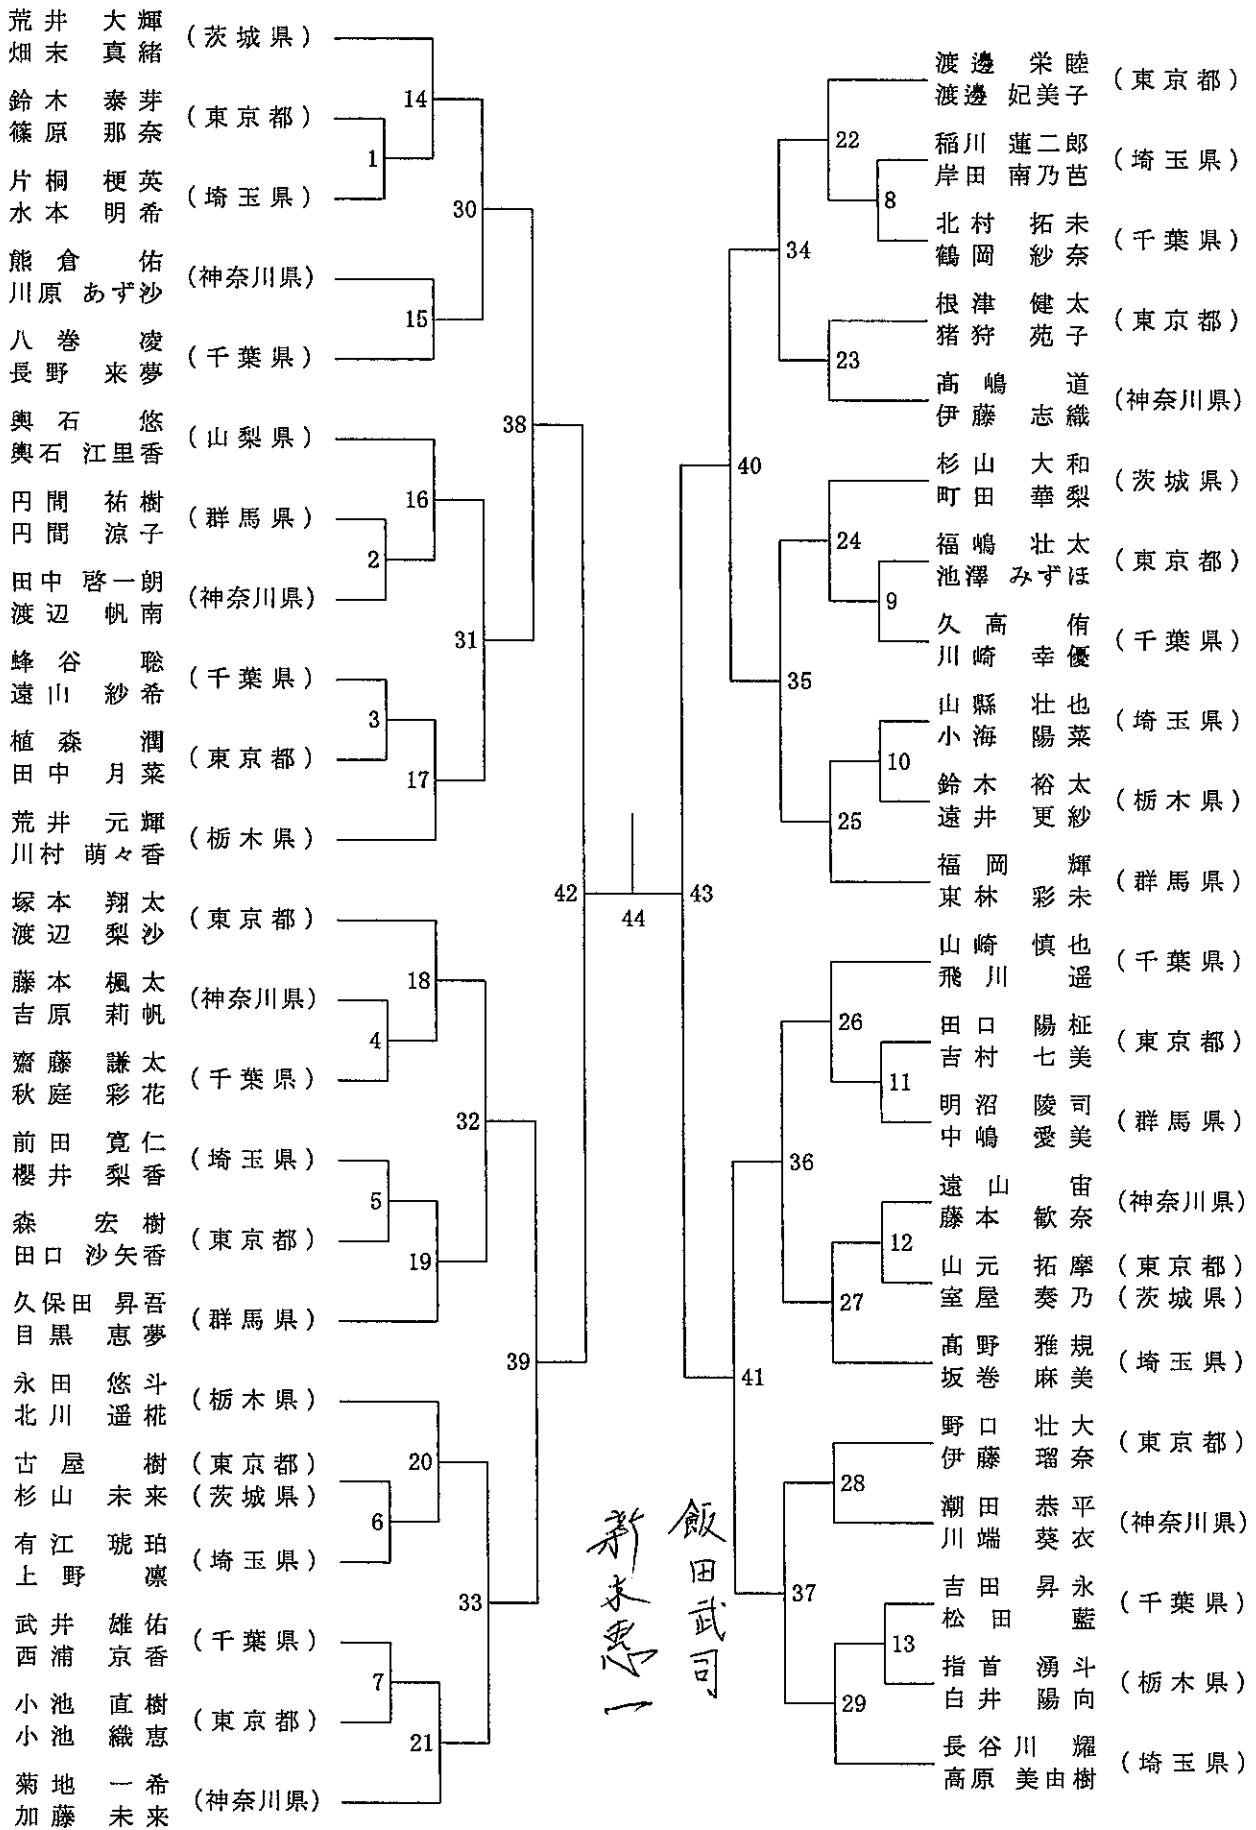 荒井 大輝
畑末 真緒
(茨城県)
鈴木 泰芽
篠原 那奈
(東京都)
片桐 梗英
水本 明希
(埼玉県)
熊倉 佑
川原 あず沙
(神奈川県)
八巻 凌
長野 来夢
(千葉県)
輿石 悠
輿石 江里香
(山梨県)
円間 祐樹
円間 涼子
(群馬県)
田中 啓一朗
渡辺 帆南
(神奈川県)
蜂谷 聡
遠山 紗希
(千葉県)
植森 潤
田中 月菜
(東京都)
荒井 元輝
川村 萌々香
(栃木県)
塚本 翔太
渡辺 梨沙
(東京都)
藤本 楓太
吉原 莉帆
(神奈川県)
齋藤 謙太
秋庭 彩花
(千葉県)
前田 寛仁
櫻井 梨香
(埼玉県)
森 宏樹
田口 沙矢香
(東京都)
久保田 昇吾
目黒 恵夢
(群馬県)
永田 悠斗
北川 遥椛
(栃木県)
古屋 樹 (東京都)
杉山 未来 (茨城県)
有江 琥珀
上野 凛
(埼玉県)
武井 雄佑
西浦 京香
(千葉県)
小池 直樹
小池 織恵
(東京都)
菊地 一希
加藤 未来
(神奈川県)
1
2
3
4
5
6
7
14
15
16
17
18
19
20
21
30
31
32
33
38
39
42
44
43
40
41
34
35
36
37
22
23
24
25
26
27
28
29
8
9
10
11
12
13
渡邊 栄睦
渡邊 妃美子
(東京都)
稲川 蓮二郎
岸田 南乃芭
(埼玉県)
北村 拓未
鶴岡 紗奈
(千葉県)
根津 健太
猪狩 苑子
(東京都)
髙嶋 道
伊藤 志織
(神奈川県)
杉山 大和
町田 華梨
(茨城県)
福嶋 壮太
池澤 みずほ
(東京都)
久高 侑
川崎 幸優
(千葉県)
山縣 壮也
小海 陽菜
(埼玉県)
鈴木 裕太
遠井 更紗
(栃木県)
福岡 輝
東林 彩未
(群馬県)
山崎 慎也
飛川 遥
(千葉県)
田口 陽柾
吉村 七美
(東京都)
明沼 陵司
中嶋 愛美
(群馬県)
遠山 宙
藤本 歓奈
(神奈川県)
山元 拓摩 (東京都)
室屋 奏乃 (茨城県)
髙野 雅規
坂巻 麻美
(埼玉県)
野口 壮大
伊藤 瑠奈
(東京都)
潮田 恭平
川端 葵衣
(神奈川県)
吉田 昇永
松田 藍
(千葉県)
指首 湧斗
白井 陽向
(栃木県)
長谷川 耀
高原 美由樹
(埼玉県)
飯田武司